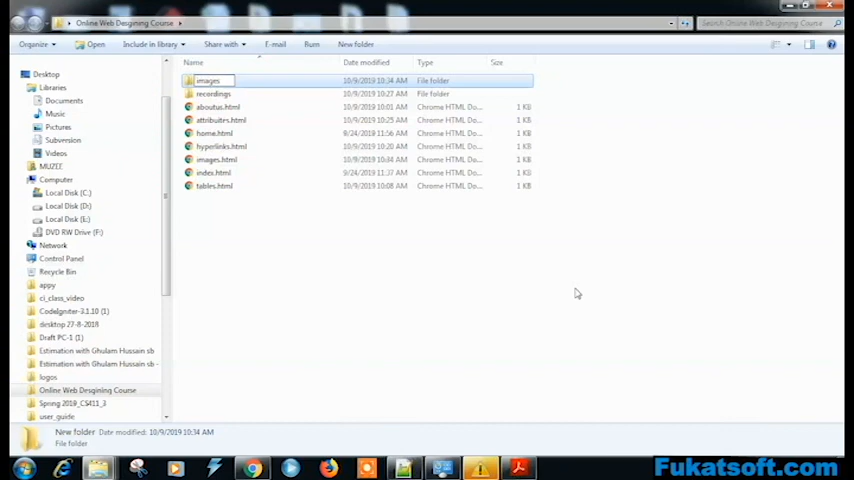 Online Web Desgining Course
Search Online Web Desgining Course
Organize Open Include in library Share with E-mail Burn New folder
Name Date modified Type Size
images 10/9/2019 10:34 AM File folder
recordings 10/9/2019 10:27 AM File folder
aboutus.html 10/9/2019 10:01 AM Chrome HTML Do... 1 KB
attributes.html 10/9/2019 10:25 AM Chrome HTML Do... 1 KB
home.html 9/24/2019 11:56 AM Chrome HTML Do... 1 KB
hyperlinks.html 10/9/2019 10:20 AM Chrome HTML Do... 1 KB
images.html 10/9/2019 10:34 AM Chrome HTML Do... 1 KB
index.html 9/24/2019 11:37 AM Chrome HTML Do... 1 KB
tables.html 10/9/2019 10:08 AM Chrome HTML Do... 1 KB
Desktop
Libraries
Documents
Music
Pictures
Subversion
Videos
MUZEE
Computer
Local Disk (C:)
Local Disk (D:)
Local Disk (E:)
DVD RW Drive (F:)
Network
Control Panel
Recycle Bin
appy
ci_class_video
CodeIgniter-3.1.10 (1)
desktop 27-8-2018
Draft PC-1 (1)
Estimation with Ghulam Hussain sb
Estimation with Ghulam Hussain sb -
logos
Online Web Desgining Course
Spring 2019_CS411_3
user_guide
New folder Date modified: 10/9/2019 10:34 AM
File folder
Fukatsoft.com